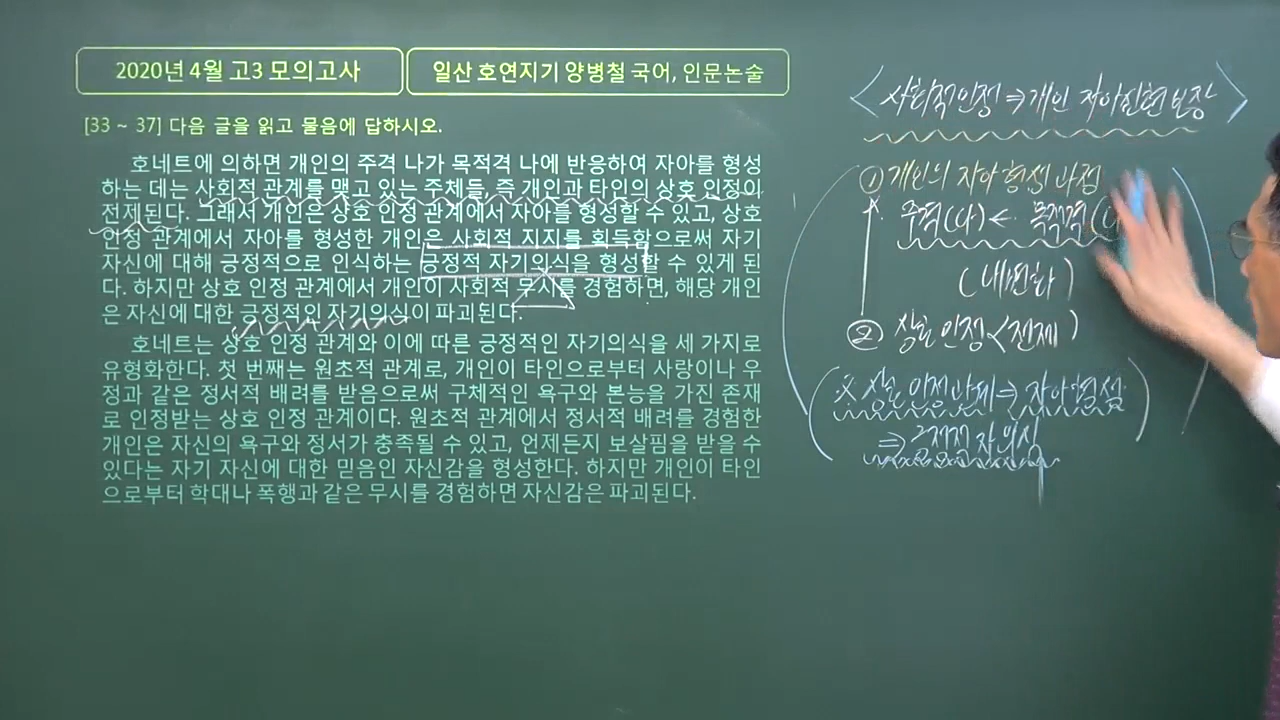 2020년 4월 고3 모의고사
일산 호연지기 양병철 국어, 인문논술
[33 ~ 37] 다음 글을 읽고 물음에 답하시오.
호네트에 의하면 개인의 주격 나가 목적격 나에 반응하여 자아를 형성
하는 데는 사회적 관계를 맺고 있는 주체들, 즉 개인과 타인의 상호 인정이
전제된다. 그래서 개인은 상호 인정 관계에서 자아를 형성할 수 있고, 상호
인정 관계에서 자아를 형성한 개인은 사회적 지지를 획득함으로써 자기
자신에 대해 긍정적으로 인식하는 긍정적 자기의식을 형성할 수 있게 된
다. 하지만 상호 인정 관계에서 개인이 사회적 무시를 경험하면, 해당 개인
은 자신에 대한 긍정적인 자기의식이 파괴된다.
호네트는 상호 인정 관계와 이에 따른 긍정적인 자기의식을 세 가지로
유형화한다. 첫 번째는 원초적 관계로, 개인이 타인으로부터 사랑이나 우
정과 같은 정서적 배려를 받음으로써 구체적인 욕구와 본능을 가진 존재
로 인정받는 상호 인정 관계이다. 원초적 관계에서 정서적 배려를 경험한
개인은 자신의 욕구와 정서가 충족될 수 있고, 언제든지 보살핌을 받을 수
있다는 자기 자신에 대한 믿음인 자신감을 형성한다. 하지만 개인이 타인
으로부터 학대나 폭행과 같은 무시를 경험하면 자신감은 파괴된다.
<사회적 인정 ⇒ 개인 자아실현 보장>
① 개인의 자아 형성 과정
주격(나) ← 목적격
(내면화)
② 상호 인정 <전제>
※ 상호 인정 관계 ⇒ 자아 형성
⇒ 긍정적 자기의식